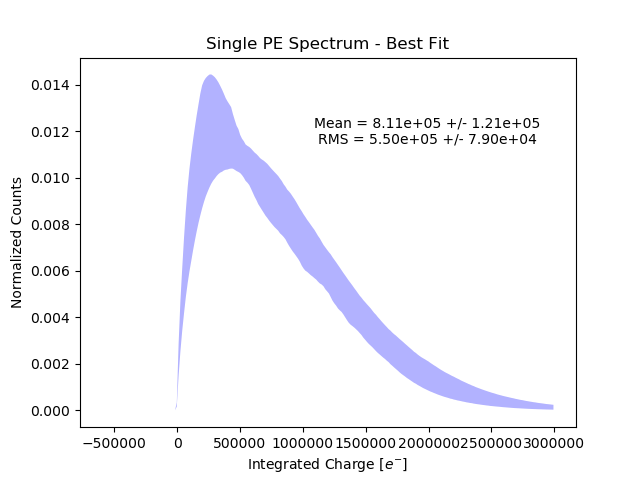 Single PE Spectrum - Best Fit
Mean = 8.11e+05 +/- 1.21e+05
RMS = 5.50e+05 +/- 7.90e+04
Normalized Counts
0.014
0.012
0.010
0.008
0.006
0.004
0.002
0.000
−500000 0 500000 1000000 1500000 2000000 2500000 3000000
Integrated Charge [e⁻]